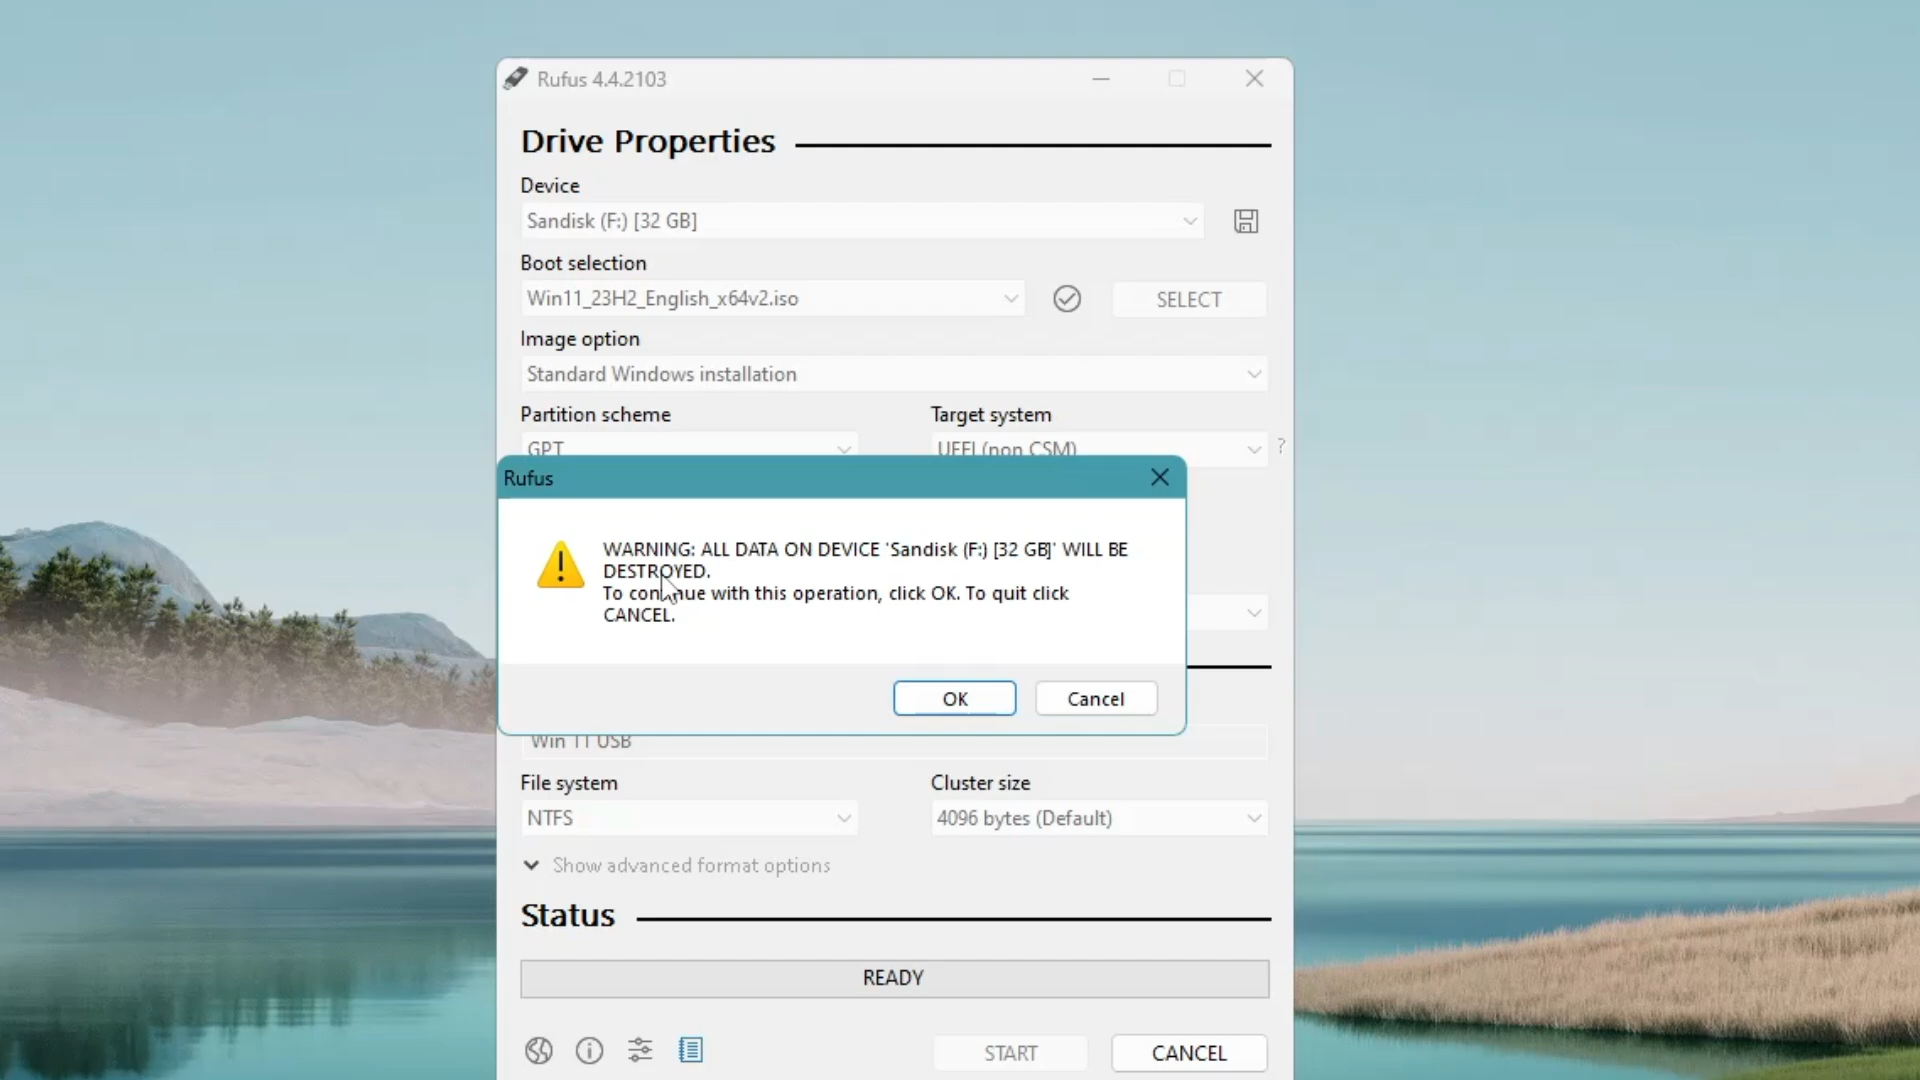 Rufus 4.4.2103
Drive Properties
Device
Sandisk (F:) [32 GB]
Boot selection
Win11_23H2_English_x64v2.iso
SELECT
Image option
Standard Windows installation
Partition scheme
Target system
GPT
UEFI (non CSM)
?
Rufus
WARNING: ALL DATA ON DEVICE 'Sandisk (F:) [32 GB]' WILL BE
DESTROYED.
To continue with this operation, click OK. To quit click
CANCEL.
OK
Cancel
Win 11 USB
File system
Cluster size
NTFS
4096 bytes (Default)
Show advanced format options
Status
READY
START
CANCEL